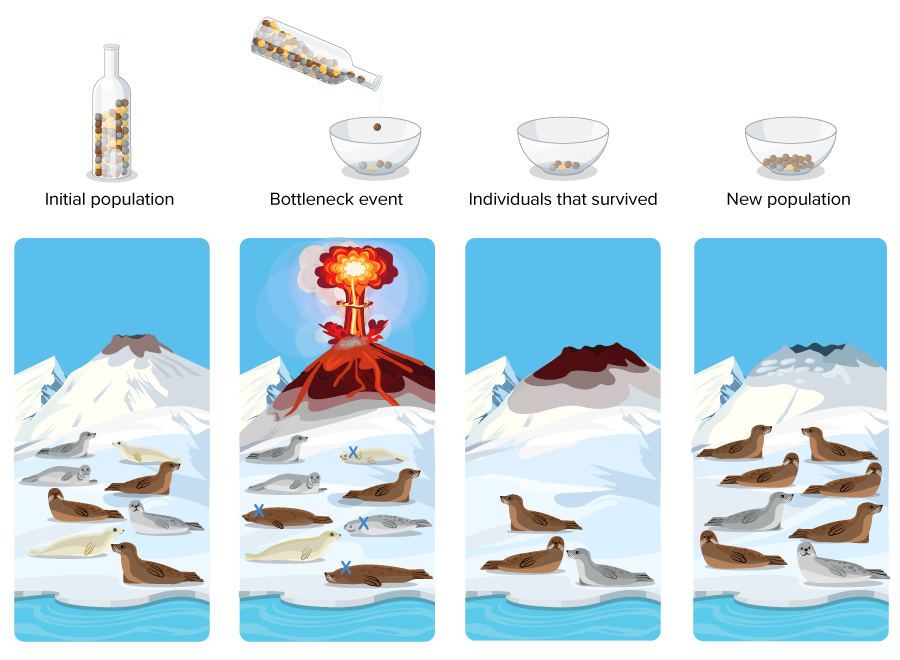 Initial population
Bottleneck event
Individuals that survived
New population